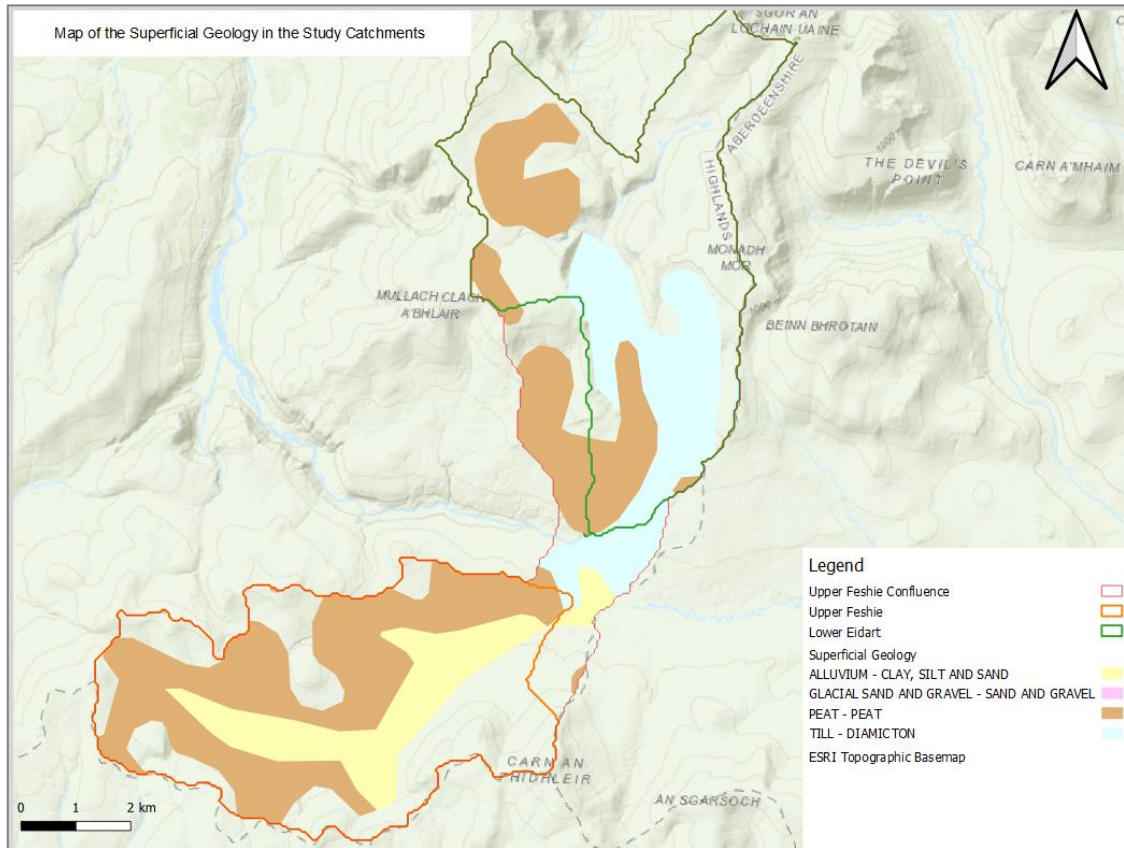 Map of the Superficial Geology in the Study Catchments
SGOR AN
LOCHAIN UAINE
ABERDEENSHIRE
HIGHLANDS
1000 m
THE DEVIL'S
POINT
CARN A'MHAIM
MONADH
MOR
MULLACH CLACH
A'BHLAIR
1000 m
BEINN BHROTAIN
CARN AN
FHIDHLEIR
AN SGARSOCH
0 1 2 km
Legend
Upper Feshie Confluence
Upper Feshie
Lower Eidart
Superficial Geology
ALLUVIUM - CLAY, SILT AND SAND
GLACIAL SAND AND GRAVEL - SAND AND GRAVEL
PEAT - PEAT
TILL - DIAMICTON
ESRI Topographic Basemap